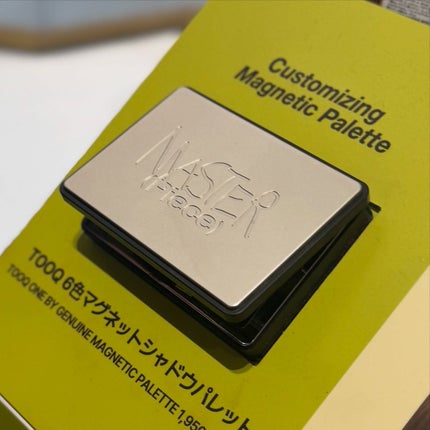 Customizing
Magnetic Palette
MASTER
(Piece)
TOOQ 6色マグネットシャドウパレット
TOOQ ONE BY GENUINE MAGNETIC PALETTE 1,950